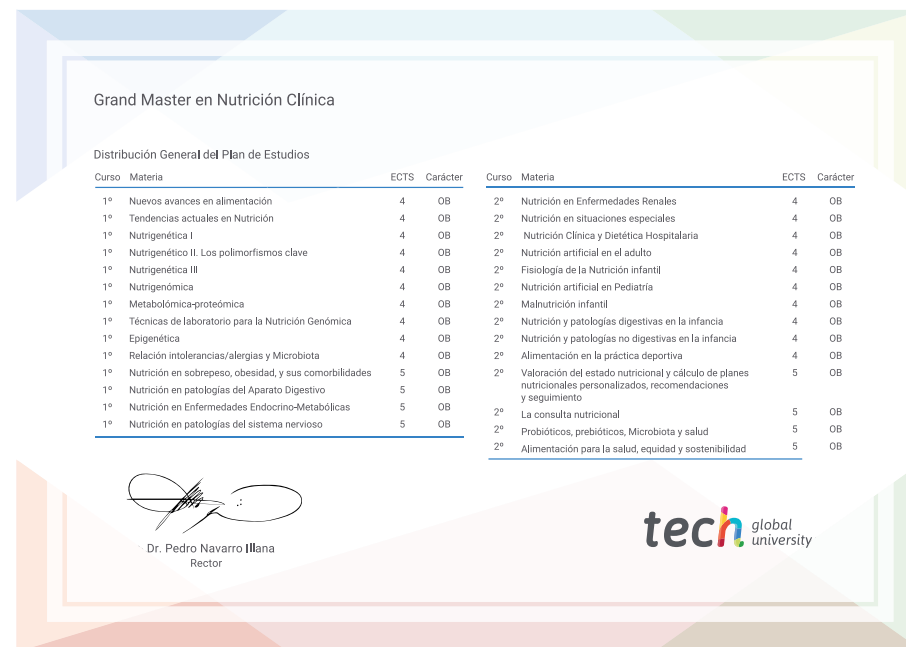 Grand Master en Nutrición Clínica
Distribución General del Plan de Estudios
Curso Materia ECTS Carácter
1º Nuevos avances en alimentación 4 OB
1º Tendencias actuales en Nutrición 4 OB
1º Nutrigenética I 4 OB
1º Nutrigenético II. Los polimorfismos clave 4 OB
1º Nutrigenética III 4 OB
1º Nutrigenómica 4 OB
1º Metabolómica-proteómica 4 OB
1º Técnicas de laboratorio para la Nutrición Genómica 4 OB
1º Epigenética 4 OB
1º Relación intolerancias/alergias y Microbiota 4 OB
1º Nutrición en sobrepeso, obesidad, y sus comorbilidades 5 OB
1º Nutrición en patologías del Aparato Digestivo 5 OB
1º Nutrición en Enfermedades Endocrino-Metabólicas 5 OB
1º Nutrición en patologías del sistema nervioso 5 OB
Curso Materia ECTS Carácter
2º Nutrición en Enfermedades Renales 4 OB
2º Nutrición en situaciones especiales 4 OB
2º Nutrición Clínica y Dietética Hospitalaria 4 OB
2º Nutrición artificial en el adulto 4 OB
2º Fisiología de la Nutrición infantil 4 OB
2º Nutrición artificial en Pediatría 4 OB
2º Malnutrición infantil 4 OB
2º Nutrición y patologías digestivas en la infancia 4 OB
2º Nutrición y patologías no digestivas en la infancia 4 OB
2º Alimentación en la práctica deportiva 4 OB
2º Valoración del estado nutricional y cálculo de planes 5 OB
nutricionales personalizados, recomendaciones
y seguimiento
2º La consulta nutricional 5 OB
2º Probióticos, prebióticos, Microbiota y salud 5 OB
2º Alimentación para la salud, equidad y sostenibilidad 5 OB
Dr. Pedro Navarro Illana
Rector
tech global
university